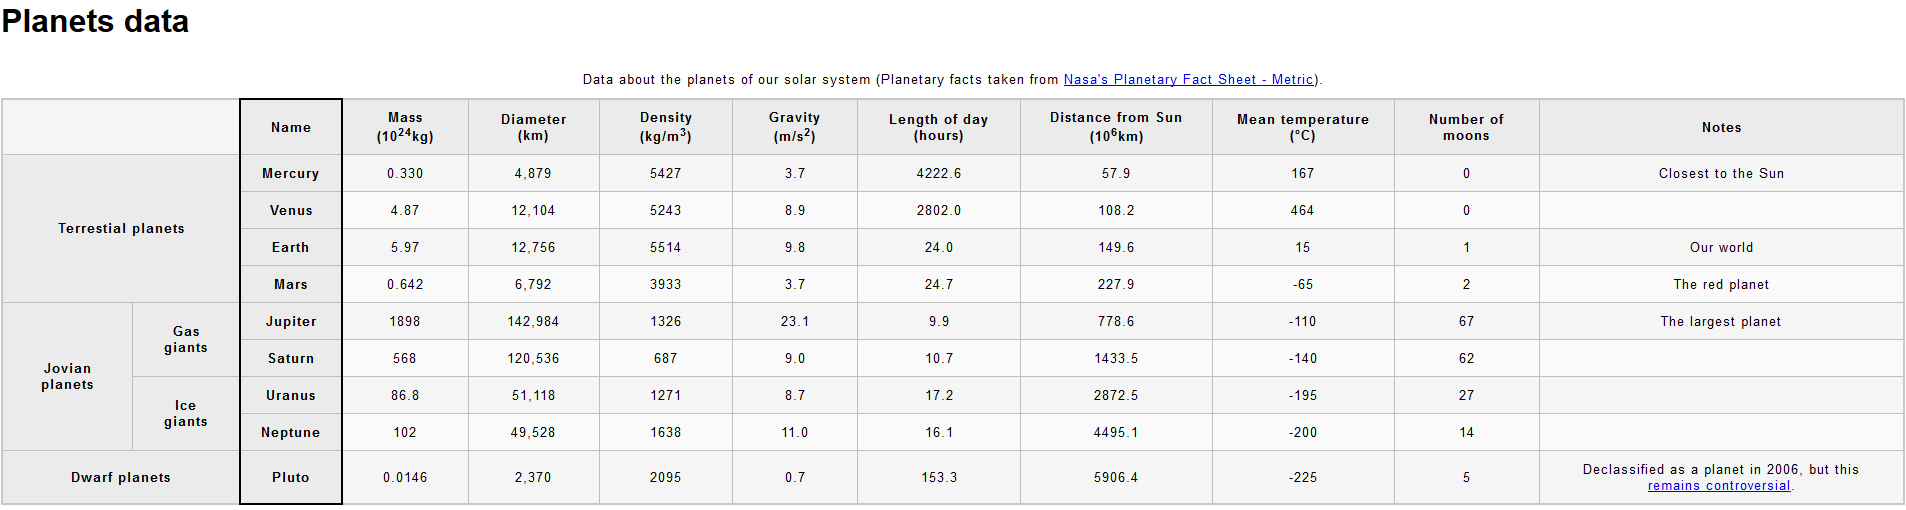 Planets data
Data about the planets of our solar system (Planetary facts taken from Nasa's Planetary Fact Sheet - Metric).
Name Mass (10²⁴kg) Diameter (km) Density (kg/m³) Gravity (m/s²) Length of day (hours) Distance from Sun (10⁶km) Mean temperature (°C) Number of moons Notes
Terrestial planets Mercury 0.330 4,879 5427 3.7 4222.6 57.9 167 0 Closest to the Sun
Venus 4.87 12,104 5243 8.9 2802.0 108.2 464 0
Earth 5.97 12,756 5514 9.8 24.0 149.6 15 1 Our world
Mars 0.642 6,792 3933 3.7 24.7 227.9 -65 2 The red planet
Jovian planets Gas giants Jupiter 1898 142,984 1326 23.1 9.9 778.6 -110 67 The largest planet
Saturn 568 120,536 687 9.0 10.7 1433.5 -140 62
Ice giants Uranus 86.8 51,118 1271 8.7 17.2 2872.5 -195 27
Neptune 102 49,528 1638 11.0 16.1 4495.1 -200 14
Dwarf planets Pluto 0.0146 2,370 2095 0.7 153.3 5906.4 -225 5 Declassified as a planet in 2006, but this remains controversial.